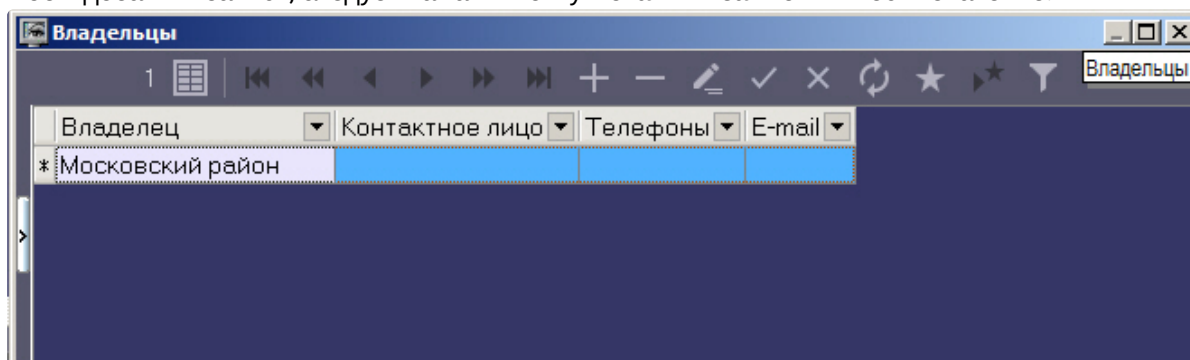 Владельцы
1
Владельцы
Владелец Контактное лицо Телефоны E-mail
* Московский район